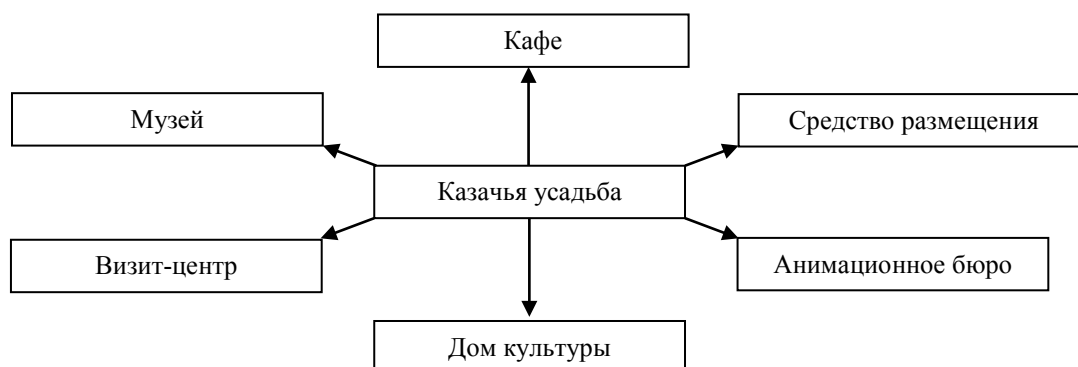 Кафе
Музей
Средство размещения
Казачья усадьба
Визит-центр
Анимационное бюро
Дом культуры